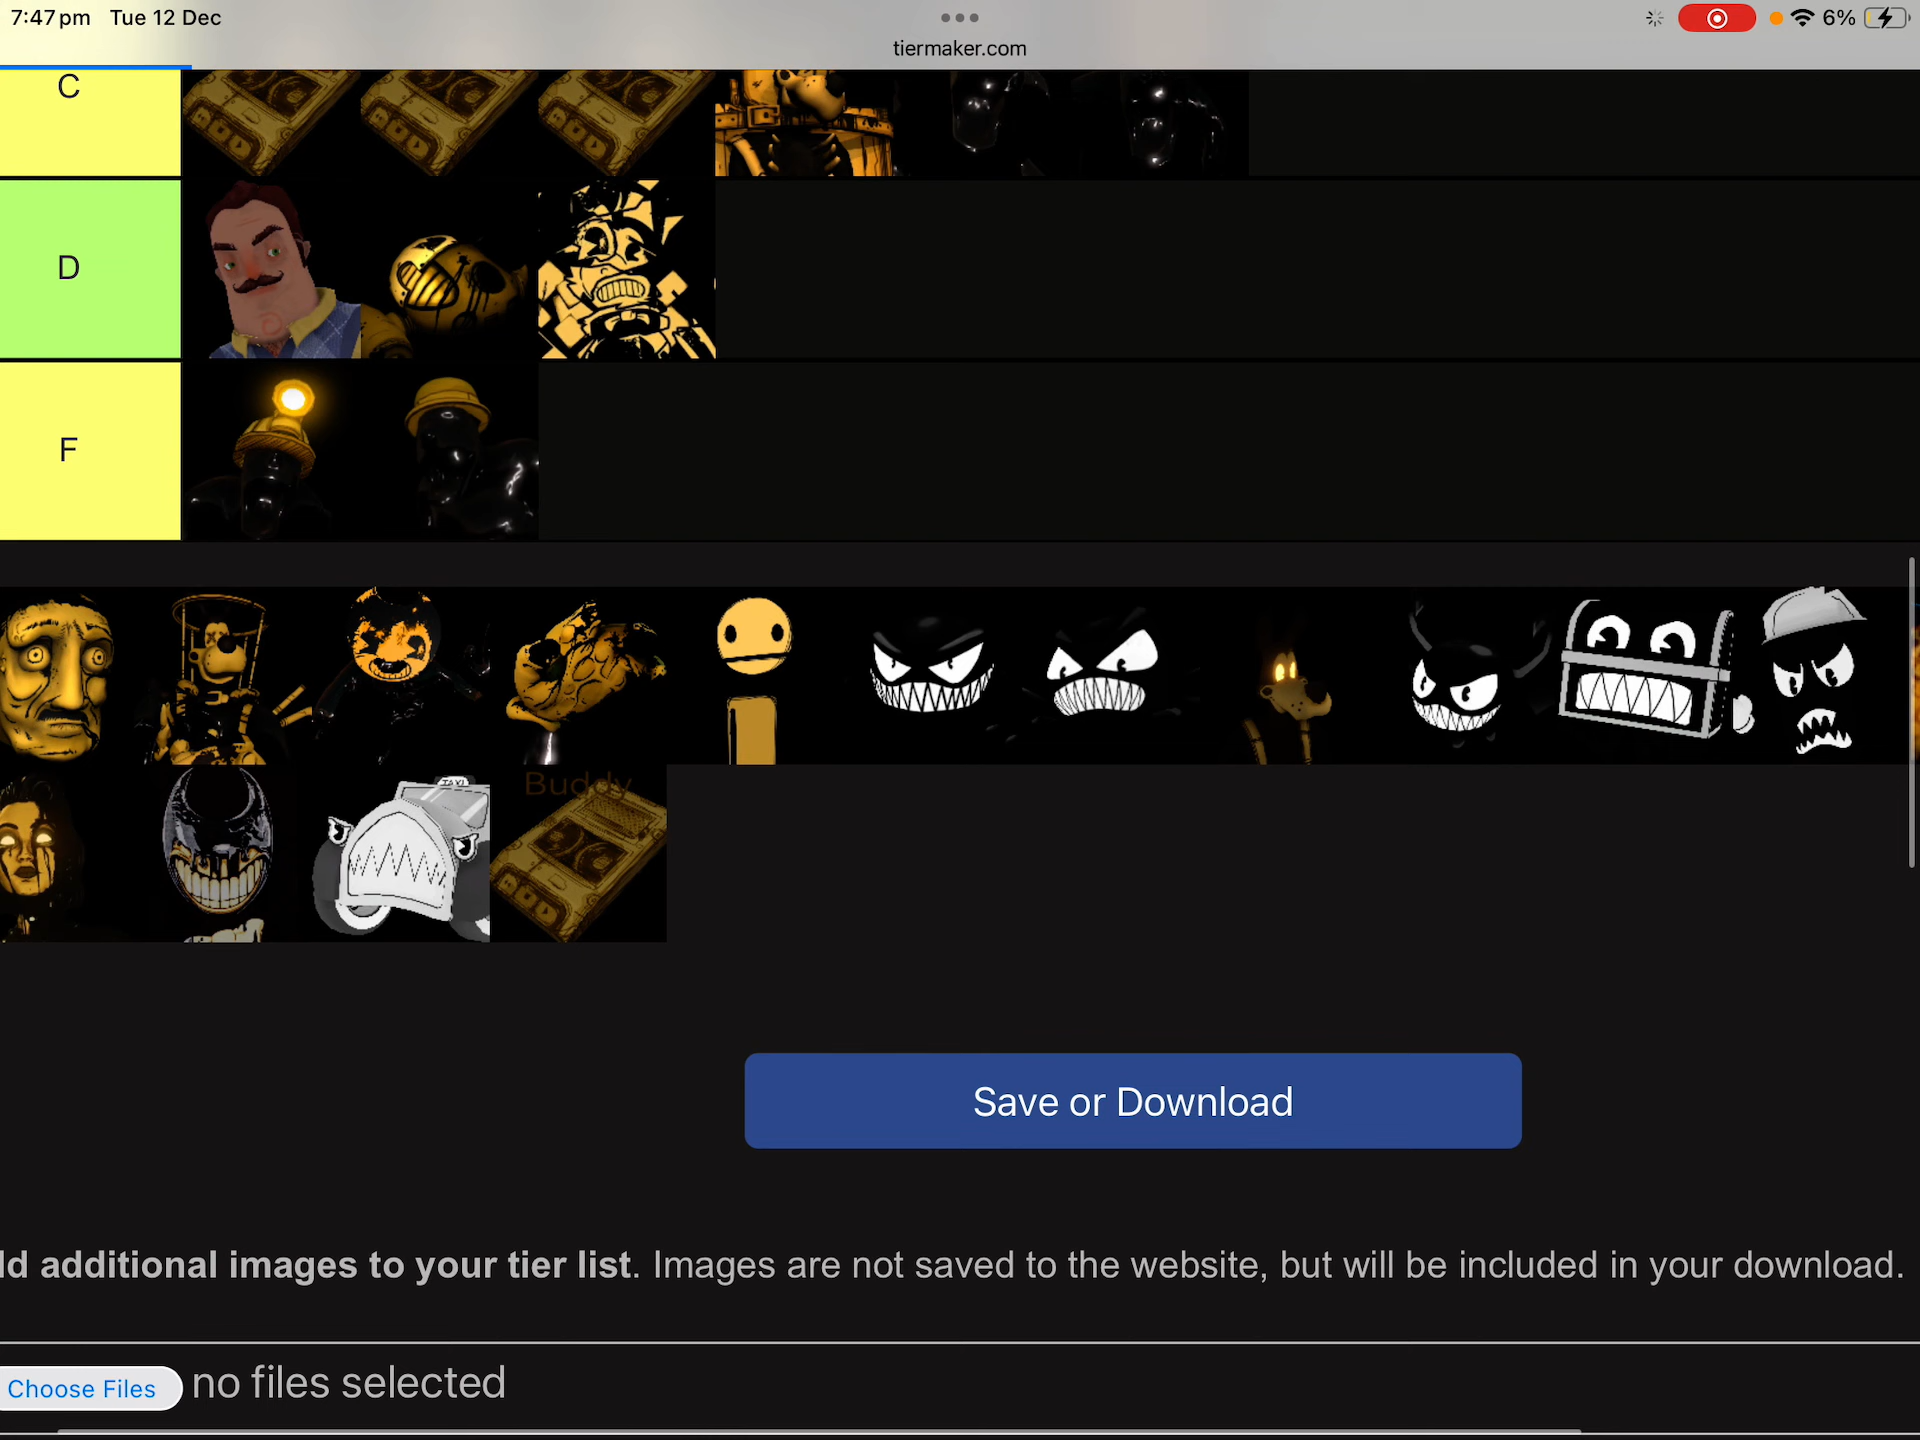 7:47 pm Tue 12 Dec
6%
tiermaker.com
C
D
F
TAXI
Buddy
Save or Download
ld additional images to your tier list. Images are not saved to the website, but will be included in your download.
Choose Files no files selected